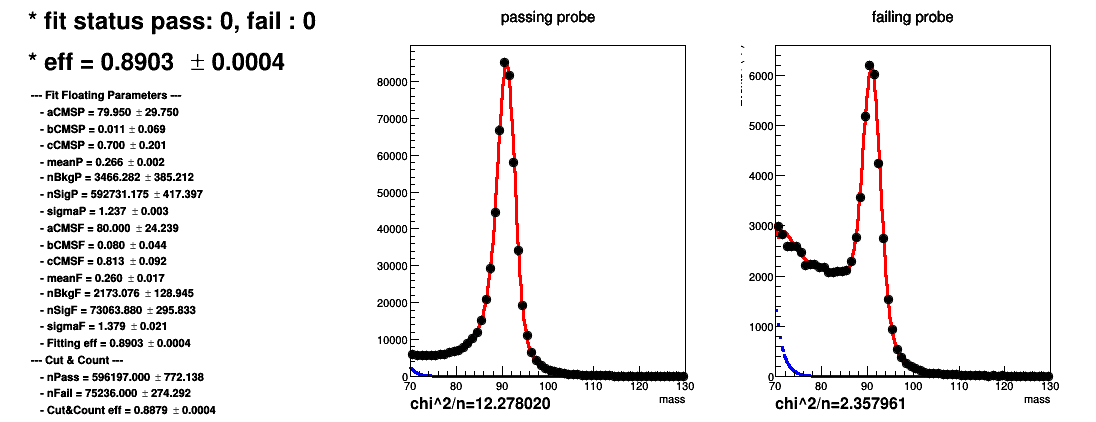 * fit status pass: 0, fail : 0
* eff = 0.8903 ± 0.0004
--- Fit Floating Parameters ---
- aCMSP = 79.950 ± 29.750
- bCMSP = 0.011 ± 0.069
- cCMSP = 0.700 ± 0.201
- meanP = 0.266 ± 0.002
- nBkgP = 3466.282 ± 385.212
- nSigP = 592731.175 ± 417.397
- sigmaP = 1.237 ± 0.003
- aCMSF = 80.000 ± 24.239
- bCMSF = 0.080 ± 0.044
- cCMSF = 0.813 ± 0.092
- meanF = 0.260 ± 0.017
- nBkgF = 2173.076 ± 128.945
- nSigF = 73063.880 ± 295.833
- sigmaF = 1.379 ± 0.021
- Fitting eff = 0.8903 ± 0.0004
--- Cut & Count ---
- nPass = 596197.000 ± 772.138
- nFail = 75236.000 ± 274.292
- Cut&Count eff = 0.8879 ± 0.0004
passing probe
80000
70000
60000
50000
40000
30000
20000
10000
0
70 80 90 100 110 120 130
mass
chi^2/n=12.278020
failing probe
6000
5000
4000
3000
2000
1000
0
70 80 90 100 110 120 130
mass
chi^2/n=2.357961